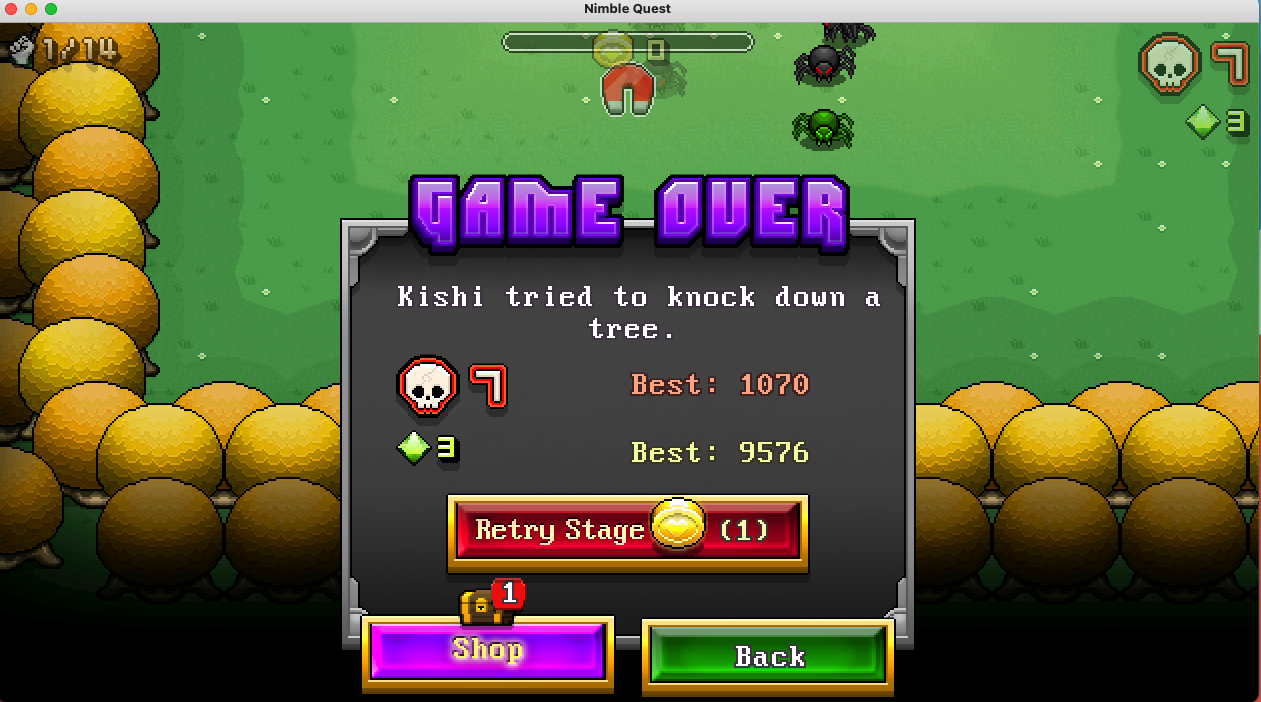 Nimble Quest
1/14
0
7
3
GAME OVER
Kishi tried to knock down a
tree.
7 Best: 1070
3 Best: 9576
Retry Stage (1)
1
Shop
Back